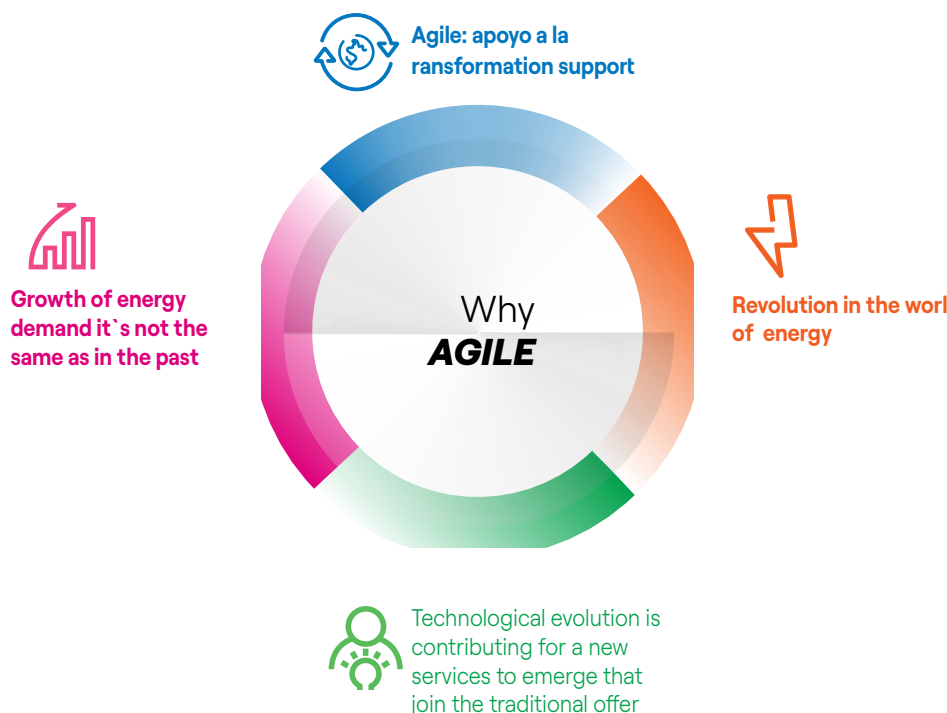 Agile: apoyo a la
ransformation support
Growth of energy
demand it`s not the
same as in the past
Why
AGILE
Revolution in the worl
of energy
Technological evolution is
contributing for a new
services to emerge that
join the traditional offer